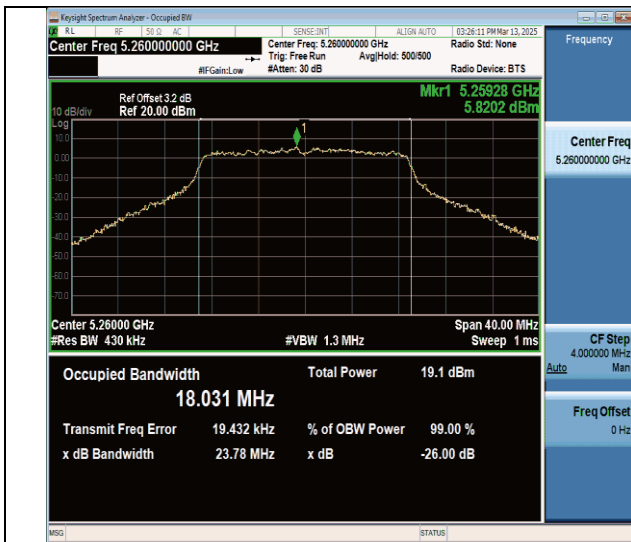 Keysight Spectrum Analyzer - Occupied BW
RL RF 50 Ω AC SENSE:INT ALIGN AUTO 03:26:11 PM Mar 13, 2025
Center Freq 5.260000000 GHz
Center Freq: 5.260000000 GHz Radio Std: None
Trig: Free Run Avg|Hold: 500/500
#IFGain:Low #Atten: 30 dB Radio Device: BTS
Frequency
Mkr1 5.25928 GHz
5.8202 dBm
Ref Offset 3.2 dB
10 dB/div Ref 20.00 dBm
Log
10.0
0.00
-10.0
-20.0
-30.0
-40.0
-50.0
-60.0
-70.0
1
Center 5.26000 GHz Span 40.00 MHz
#Res BW 430 kHz #VBW 1.3 MHz Sweep 1 ms
Occupied Bandwidth Total Power 19.1 dBm
18.031 MHz
Transmit Freq Error 19.432 kHz % of OBW Power 99.00 %
x dB Bandwidth 23.78 MHz x dB -26.00 dB
Center Freq
5.260000000 GHz
CF Step
4.000000 MHz
Auto Man
Freq Offset
0 Hz
MSG STATUS